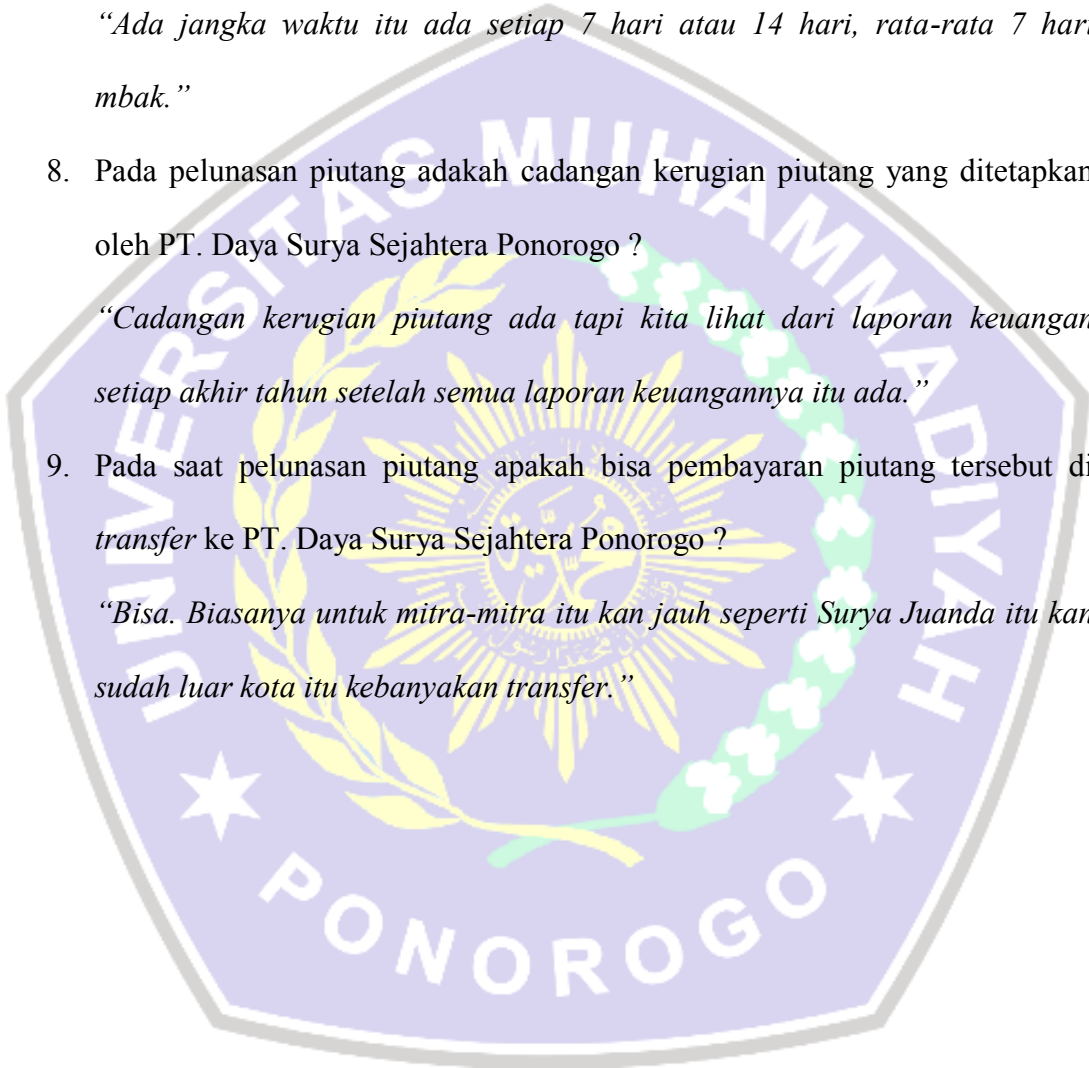 “Ada jangka waktu itu ada setiap 7 hari atau 14 hari, rata-rata 7 hari
mbak.”
8. Pada pelunasan piutang adakah cadangan kerugian piutang yang ditetapkan
oleh PT. Daya Surya Sejahtera Ponorogo ?
“Cadangan kerugian piutang ada tapi kita lihat dari laporan keuangan
setiap akhir tahun setelah semua laporan keuangannya itu ada.”
9. Pada saat pelunasan piutang apakah bisa pembayaran piutang tersebut di
transfer ke PT. Daya Surya Sejahtera Ponorogo ?
“Bisa. Biasanya untuk mitra-mitra itu kan jauh seperti Surya Juanda itu kan
sudah luar kota itu kebanyakan transfer.”
UNIVERSITAS MUHAMMADIYAH
PONOROGO